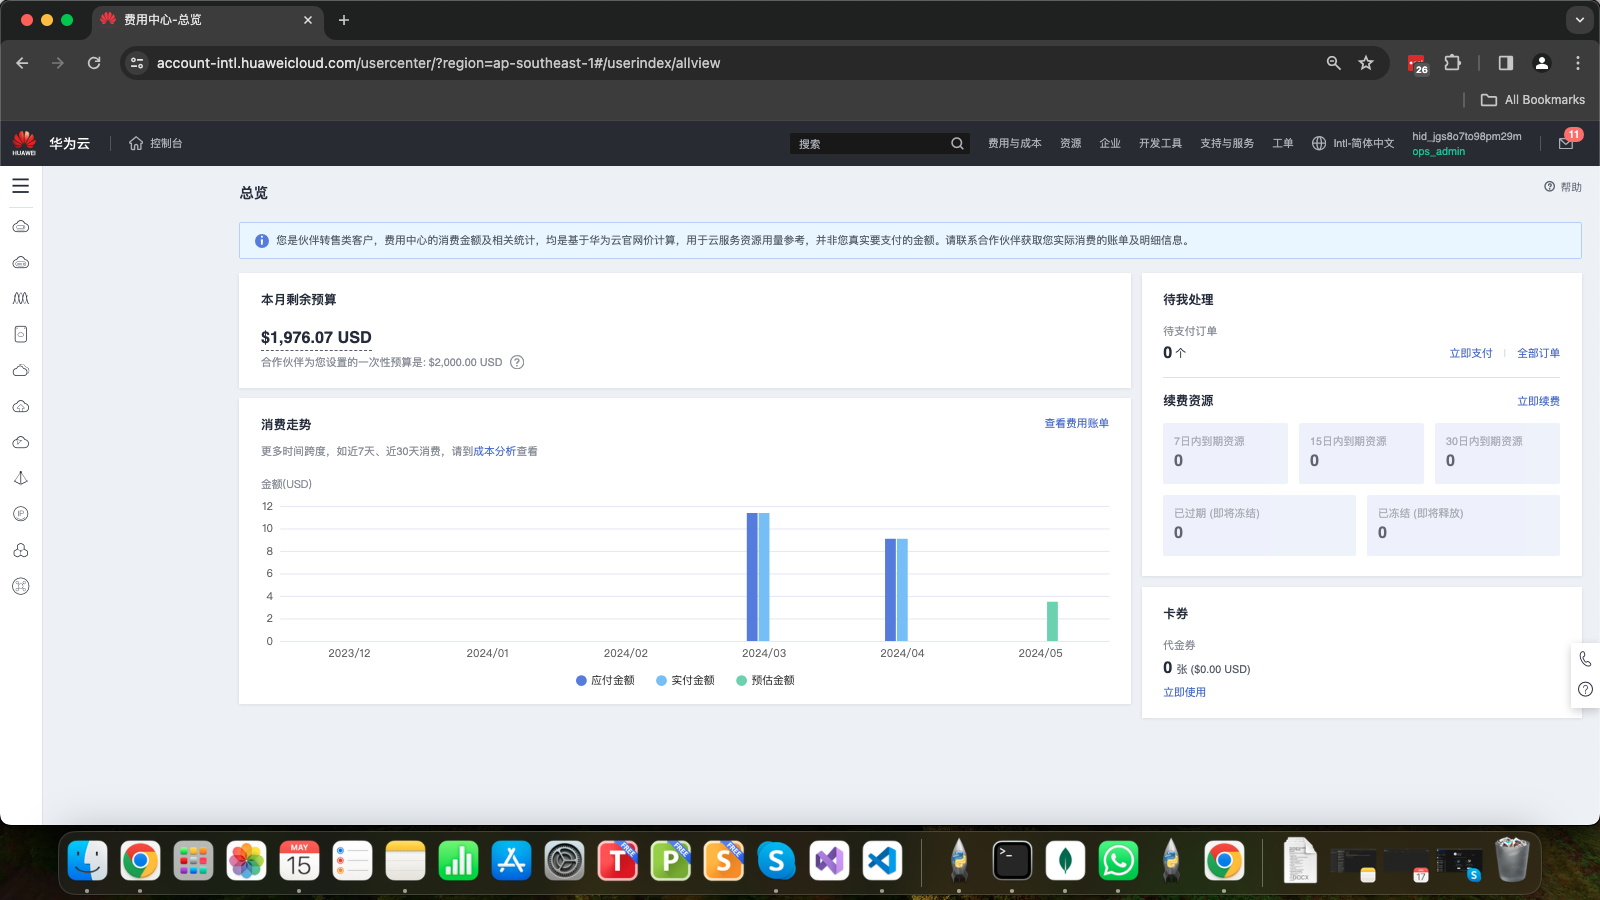 费用中心-总览
account-intl.huaweicloud.com/usercenter/?region=ap-southeast-1#/userindex/allview
26
All Bookmarks
HUAWEI
华为云
控制台
搜索
费用与成本
资源
企业
开发工具
支持与服务
工单
Intl-简体中文
hid_jgs8o7to98pm29m
ops_admin
11
总览
帮助
您是伙伴转售类客户，费用中心的消费金额及相关统计，均是基于华为云官网价计算，用于云服务资源用量参考，并非您真实要支付的金额。请联系合作伙伴获取您实际消费的账单及明细信息。
本月剩余预算
$1,976.07 USD
合作伙伴为您设置的一次性预算是: $2,000.00 USD
消费走势
查看费用账单
更多时间跨度，如近7天、近30天消费，请到成本分析查看
金额(USD)
12
10
8
6
4
2
0
2023/12
2024/01
2024/02
2024/03
2024/04
2024/05
应付金额
实付金额
预估金额
待我处理
待支付订单
0 个
立即支付
全部订单
续费资源
立即续费
7日内到期资源
0
15日内到期资源
0
30日内到期资源
0
已过期 (即将冻结)
0
已冻结 (即将释放)
0
卡券
代金券
0 张 ($0.00 USD)
立即使用
IP
MAY
15
T
FREE
P
FREE
S
FREE
S
.DOCX
17
S